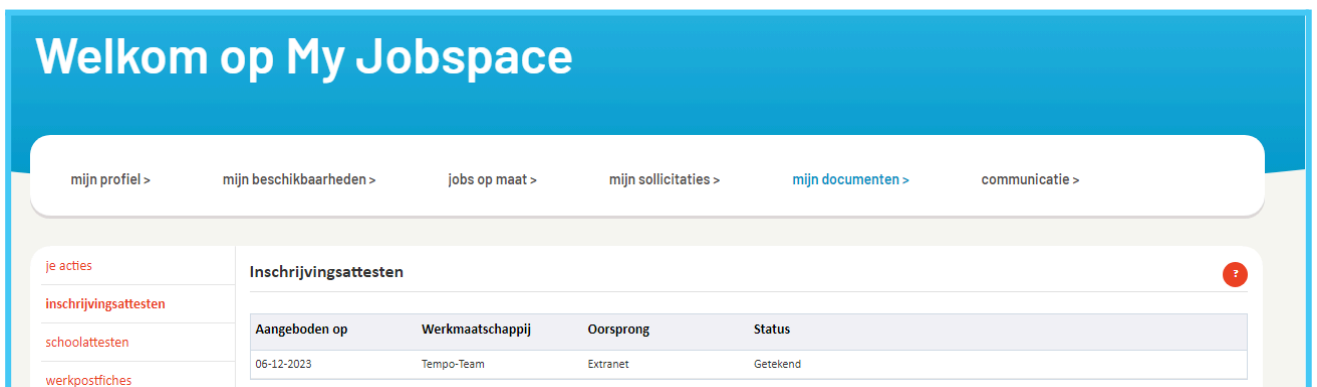 Welkom op My Jobspace
mijn profiel > mijn beschikbaarheden > jobs op maat > mijn sollicitaties > mijn documenten > communicatie >
je acties
inschrijvingsattesten
schoolattesten
werkpostfiches
Inschrijvingsattesten ?
Aangeboden op Werkmaatschappij Oorsprong Status
06-12-2023 Tempo-Team Extranet Getekend